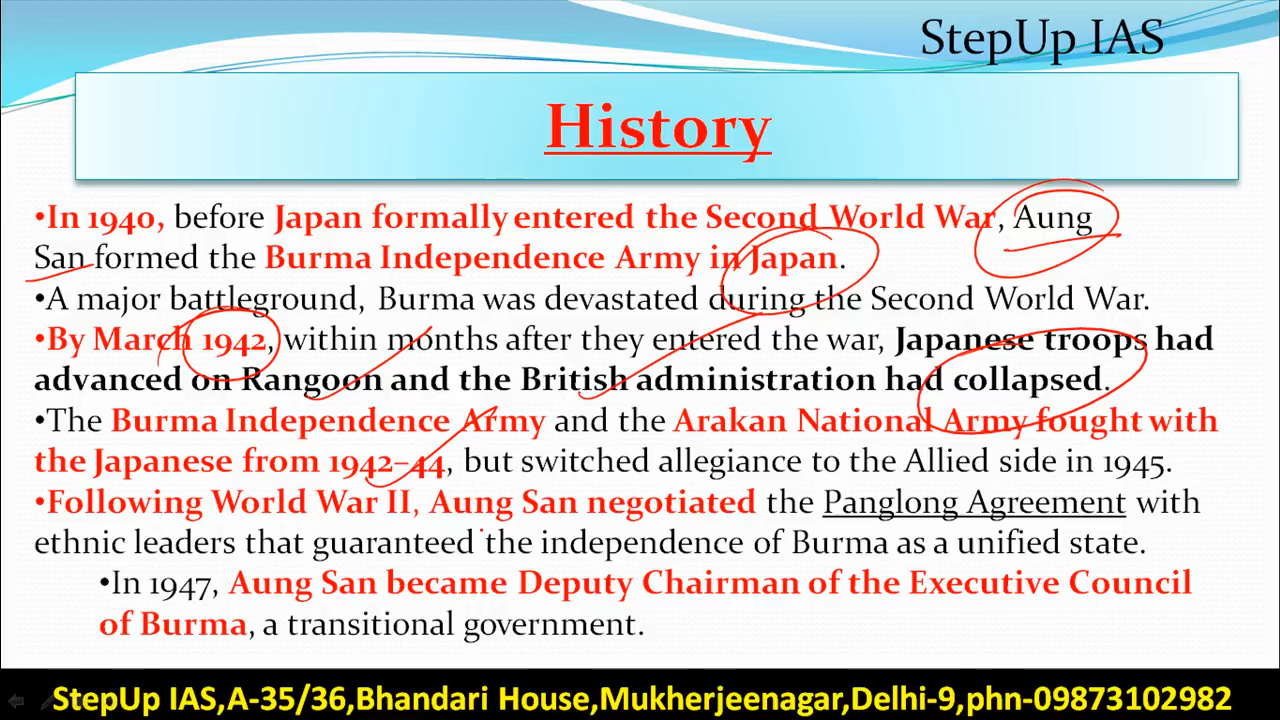 StepUp IAS
History
•In 1940, before Japan formally entered the Second World War, Aung
San formed the Burma Independence Army in Japan.
•A major battleground, Burma was devastated during the Second World War.
•By March 1942, within months after they entered the war, Japanese troops had
advanced on Rangoon and the British administration had collapsed.
•The Burma Independence Army and the Arakan National Army fought with
the Japanese from 1942–44, but switched allegiance to the Allied side in 1945.
•Following World War II, Aung San negotiated the Panglong Agreement with
ethnic leaders that guaranteed the independence of Burma as a unified state.
•In 1947, Aung San became Deputy Chairman of the Executive Council
of Burma, a transitional government.
StepUp IAS,A-35/36,Bhandari House,Mukherjeenagar,Delhi-9,phn-09873102982